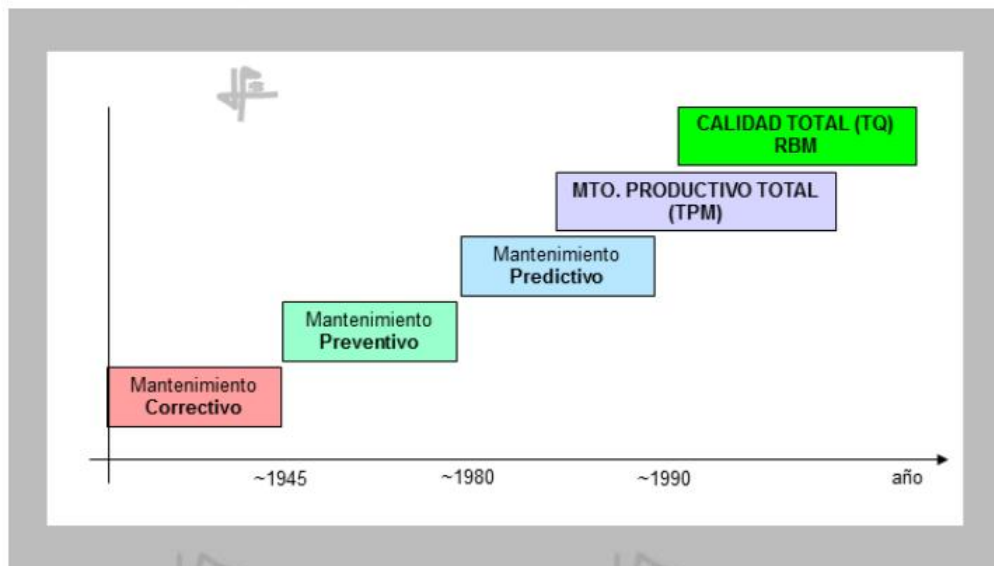 CALIDAD TOTAL (TQ)
RBM
MTO. PRODUCTIVO TOTAL
(TPM)
Mantenimiento
Predictivo
Mantenimiento
Preventivo
Mantenimiento
Correctivo
~1945
~1980
~1990
año